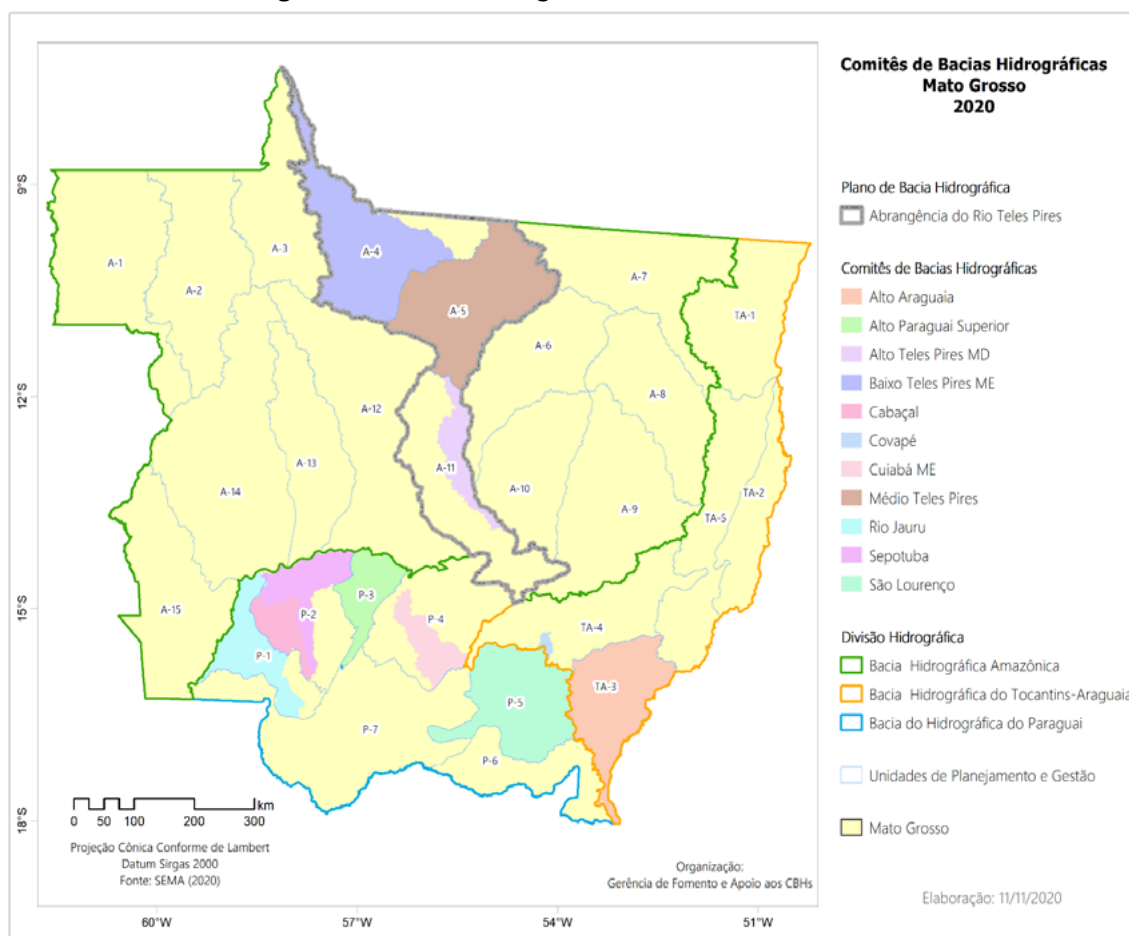 Comitês de Bacias Hidrográficas
Mato Grosso
2020
Plano de Bacia Hidrográfica
Abrangência do Rio Teles Pires
Comitês de Bacias Hidrográficas
Alto Araguaia
Alto Paraguai Superior
Alto Teles Pires MD
Baixo Teles Pires ME
Cabaçal
Covapé
Cuiabá ME
Médio Teles Pires
Rio Jauru
Sepotuba
São Lourenço
Divisão Hidrográfica
Bacia Hidrográfica Amazônica
Bacia Hidrográfica do Tocantins-Araguaia
Bacia do Hidrográfica do Paraguai
Unidades de Planejamento e Gestão
Mato Grosso
Elaboração: 11/11/2020
9°S
12°S
15°S
18°S
60°W
57°W
54°W
51°W
A-1
A-2
A-3
A-4
A-5
A-6
A-7
TA-1
A-8
A-12
A-11
A-13
A-14
A-10
A-9
TA-2
TA-5
A-15
P-3
P-2
P-4
P-1
TA-4
TA-3
P-5
P-7
P-6
km
0 50 100 200 300
Projeção Cônica Conforme de Lambert
Datum Sirgas 2000
Fonte: SEMA (2020)
Organização:
Gerência de Fomento e Apoio aos CBHs